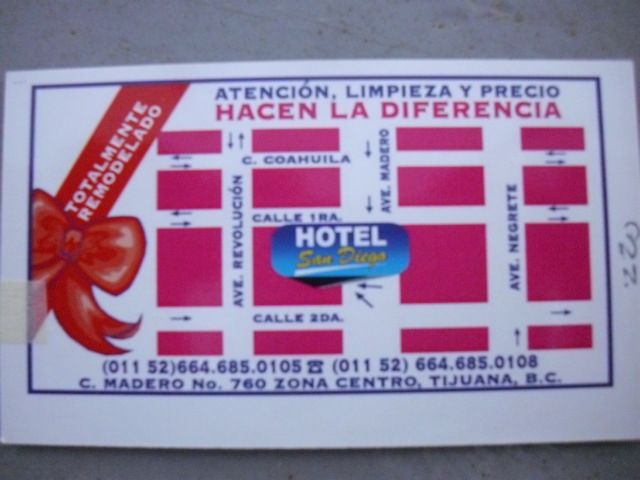 ATENCIÓN, LIMPIEZA Y PRECIO
HACEN LA DIFERENCIA
TOTALMENTE
REMODELADO
C. COAHUILA
AVE. MADERO
AVE. REVOLUCIÓN
CALLE 1RA.
AVE. NEGRETE
HOTEL
San Diego
CALLE 2DA.
(011 52)664.685.0105 ☎ (011 52) 664.685.0108
C. MADERO No. 760 ZONA CENTRO, TIJUANA, B.C.